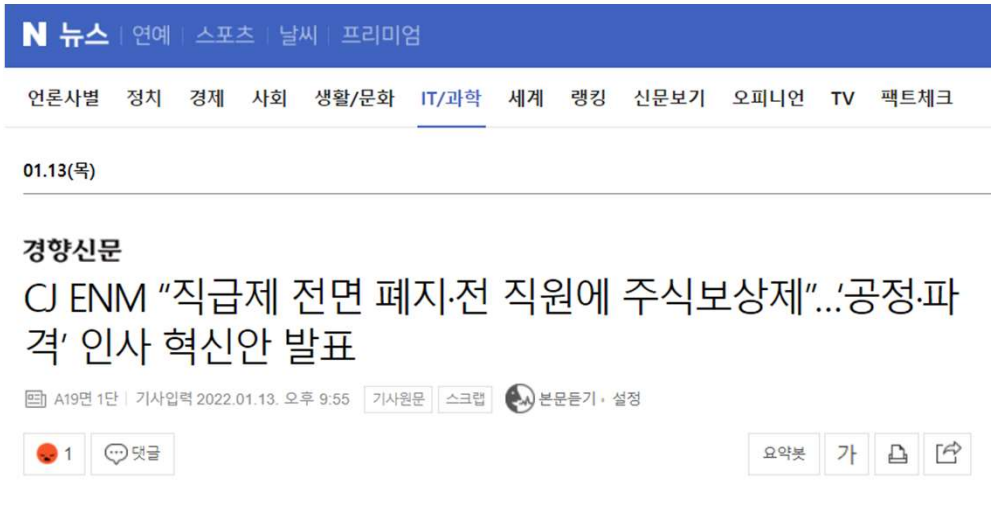 N 뉴스 연예 스포츠 날씨 프리미엄
언론사별 정치 경제 사회 생활/문화 IT/과학 세계 랭킹 신문보기 오피니언 TV 팩트체크
01.13(목)
경향신문
CJ ENM “직급제 전면 폐지·전 직원에 주식보상제”…‘공정·파
격’ 인사 혁신안 발표
A19면 1단 기사입력 2022.01.13. 오후 9:55 기사원문 스크랩 본문듣기 · 설정
1 댓글 요약봇 가